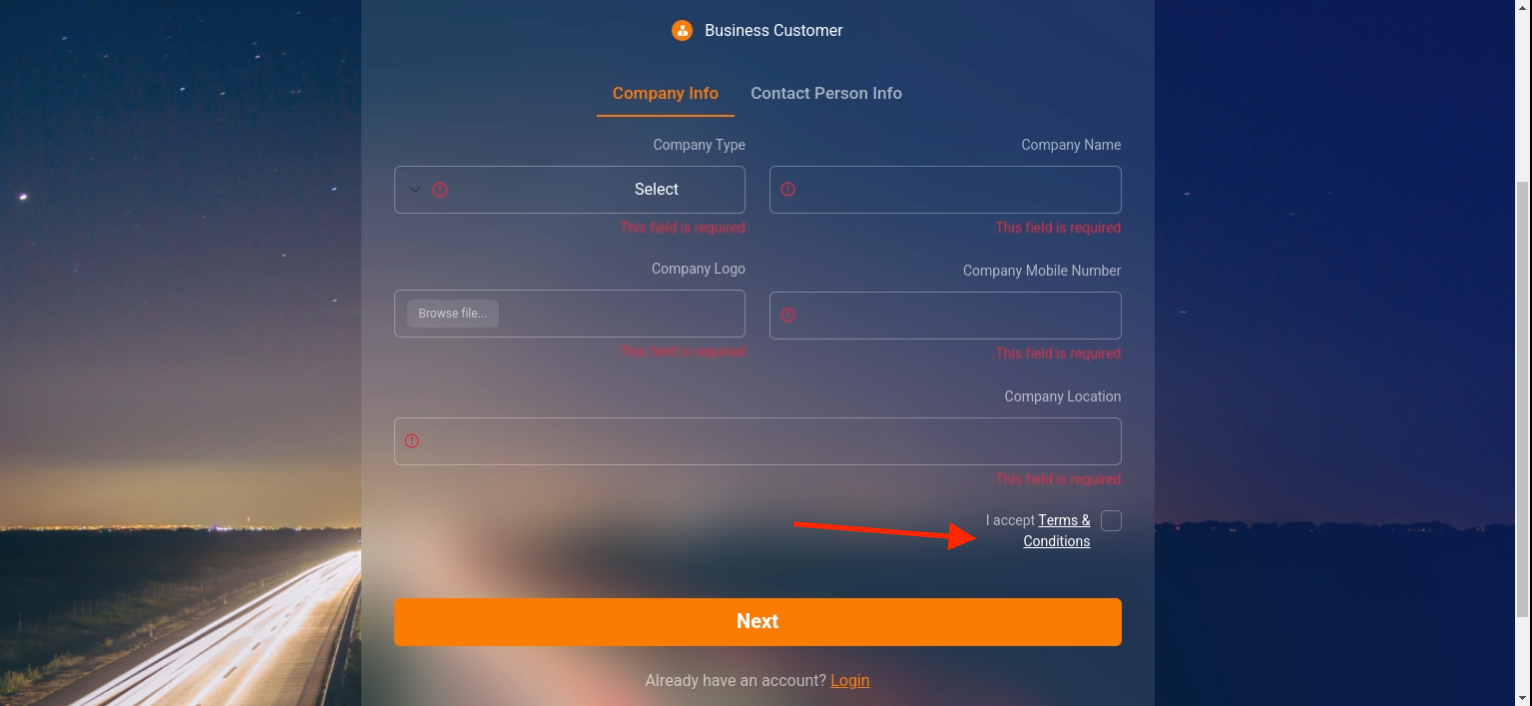 Business Customer
Company Info
Contact Person Info
Company Type
Company Name
Select
This field is required.
This field is required.
Company Logo
Company Mobile Number
Browse file...
This field is required.
This field is required.
Company Location
This field is required.
I accept Terms &
Conditions
Next
Already have an account? Login